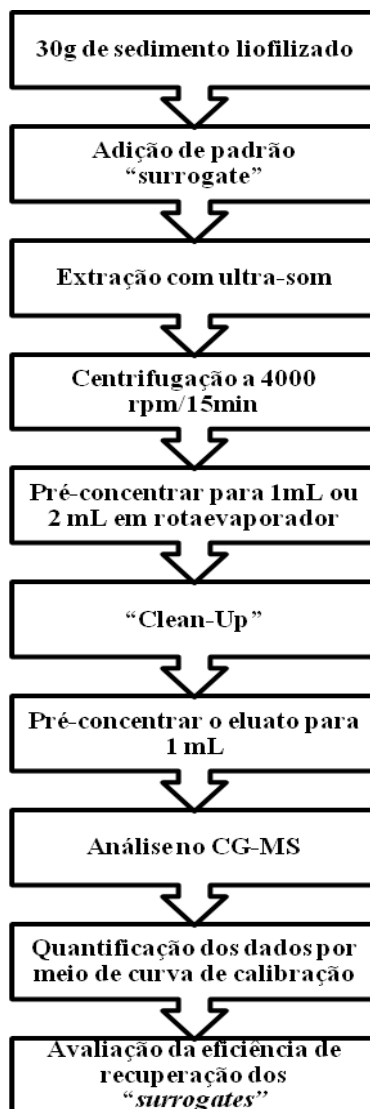 30g de sedimento liofilizado
Adição de padrão
“surrogate”
Extração com ultra-som
Centrifugação a 4000
rpm/15min
Pré-concentrar para 1mL ou
2 mL em rotaevaporador
“Clean-Up”
Pré-concentrar o eluato para
1 mL
Análise no CG-MS
Quantificação dos dados por
meio de curva de calibração
Avaliação da eficiência de
recuperação dos
“surrogates”